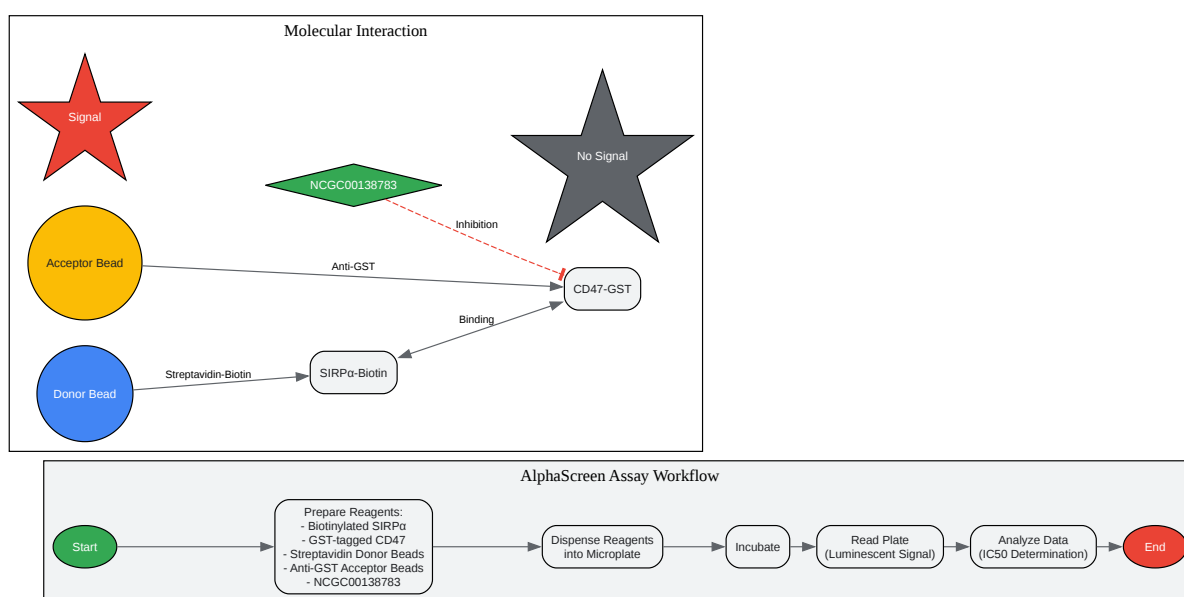 Molecular Interaction
Signal
No Signal
NCGC00138783
Inhibition
Acceptor Bead
Anti-GST
CD47-GST
Binding
Donor Bead
Streptavidin-Biotin
SIRPα-Biotin
AlphaScreen Assay Workflow
Start
Prepare Reagents:
- Biotinylated SIRPα
- GST-tagged CD47
- Streptavidin Donor Beads
- Anti-GST Acceptor Beads
- NCGC00138783
Dispense Reagents
into Microplate
Incubate
Read Plate
(Luminescent Signal)
Analyze Data
(IC50 Determination)
End